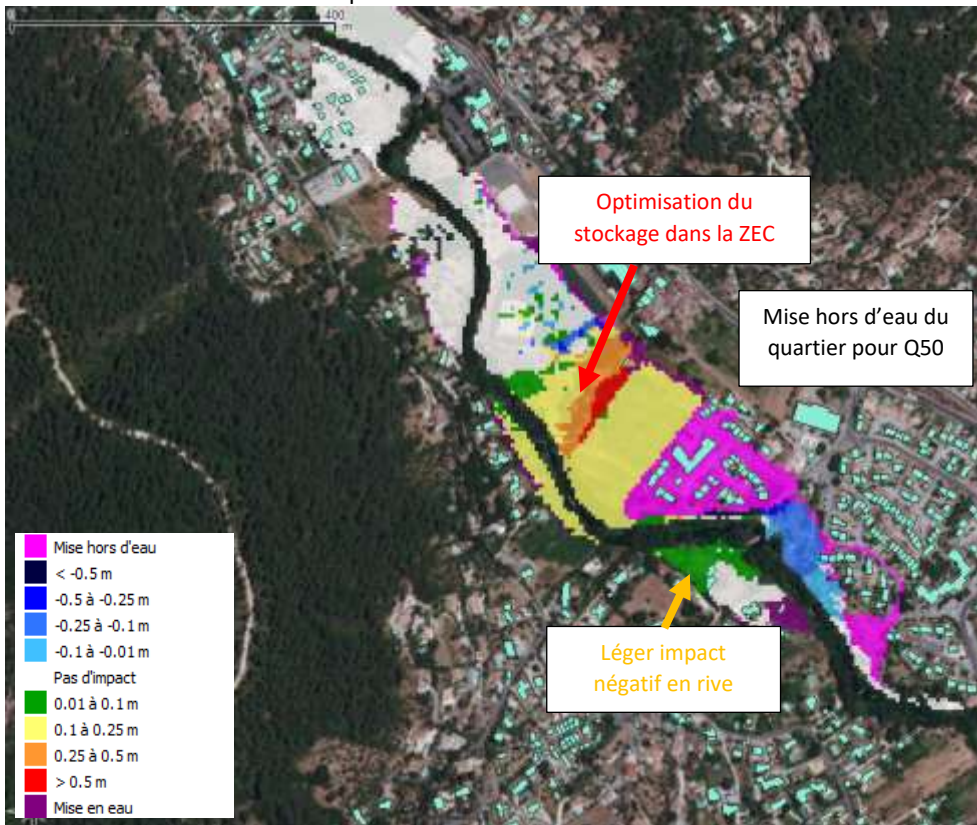 0
400
m
Optimisation du
stockage dans la ZEC
Mise hors d'eau du
quartier pour Q50
Léger impact
négatif en rive
Mise hors d'eau
< -0.5 m
-0.5 à -0.25 m
-0.25 à -0.1 m
-0.1 à -0.01 m
Pas d'impact
0.01 à 0.1 m
0.1 à 0.25 m
0.25 à 0.5 m
> 0.5 m
Mise en eau